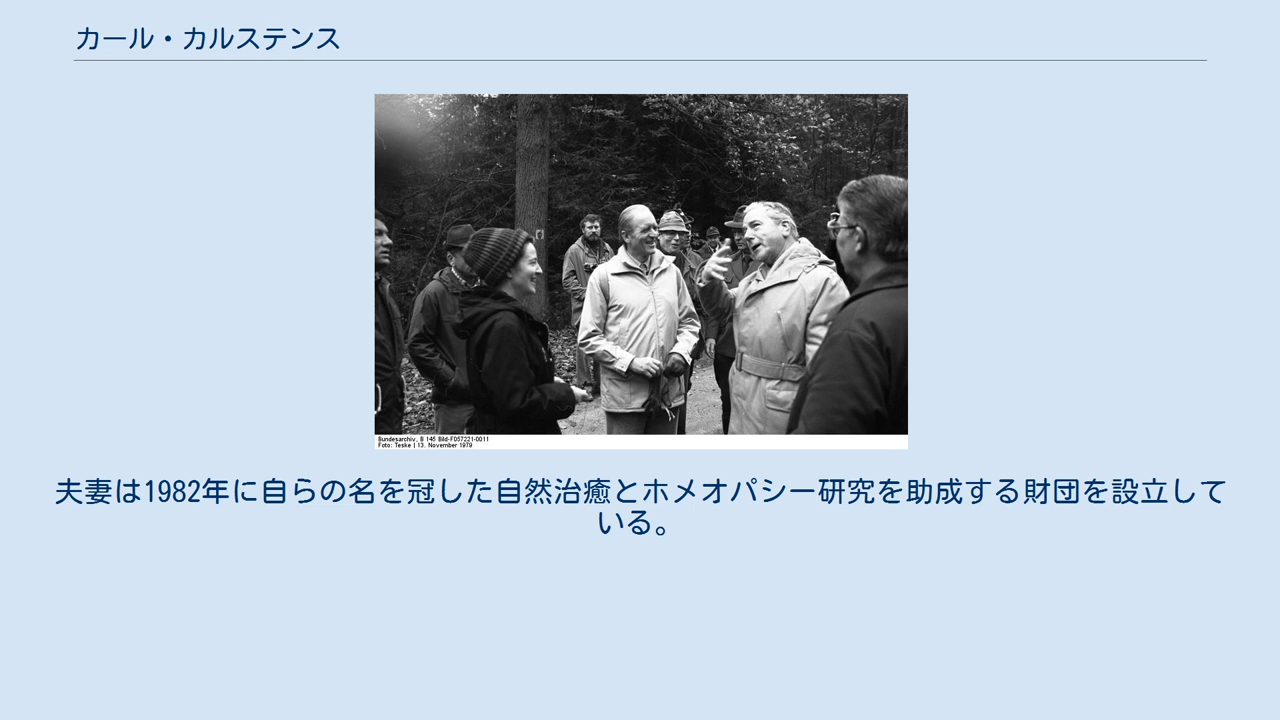 カール・カルステンス
Bundesarchiv, B 145 Bild-F057221-0011
Foto: Teske | 13. November 1979
夫妻は1982年に自らの名を冠した自然治癒とホメオパシー研究を助成する財団を設立して
いる。